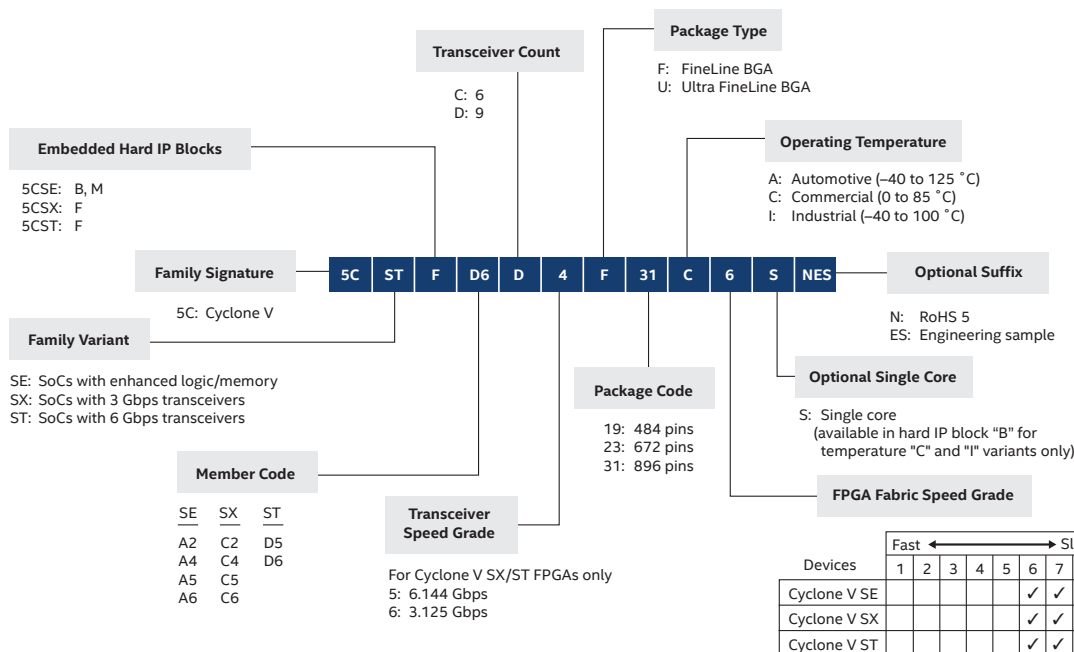 Package Type
F: FineLine BGA
U: Ultra FineLine BGA
Transceiver Count
C: 6
D: 9
Embedded Hard IP Blocks
5CSE: B, M
5CSX: F
5CST: F
Operating Temperature
A: Automotive (–40 to 125 ˚C)
C: Commercial (0 to 85 ˚C)
I: Industrial (–40 to 100 ˚C)
Family Signature
5C: Cyclone V
5C ST F D6 D 4 F 31 C 6 S NES
Optional Suffix
N: RoHS 5
ES: Engineering sample
Family Variant
SE: SoCs with enhanced logic/memory
SX: SoCs with 3 Gbps transceivers
ST: SoCs with 6 Gbps transceivers
Package Code
19: 484 pins
23: 672 pins
31: 896 pins
Optional Single Core
S: Single core
(available in hard IP block “B” for
temperature "C" and "I" variants only)
Member Code
SE SX ST
A2 C2 D5
A4 C4 D6
A5 C5
A6 C6
Transceiver
Speed Grade
For Cyclone V SX/ST FPGAs only
5: 6.144 Gbps
6: 3.125 Gbps
FPGA Fabric Speed Grade
Fast
Devices 1 2 3 4 5 6 7
Cyclone V SE ✓ ✓
Cyclone V SX ✓ ✓
Cyclone V ST ✓ ✓